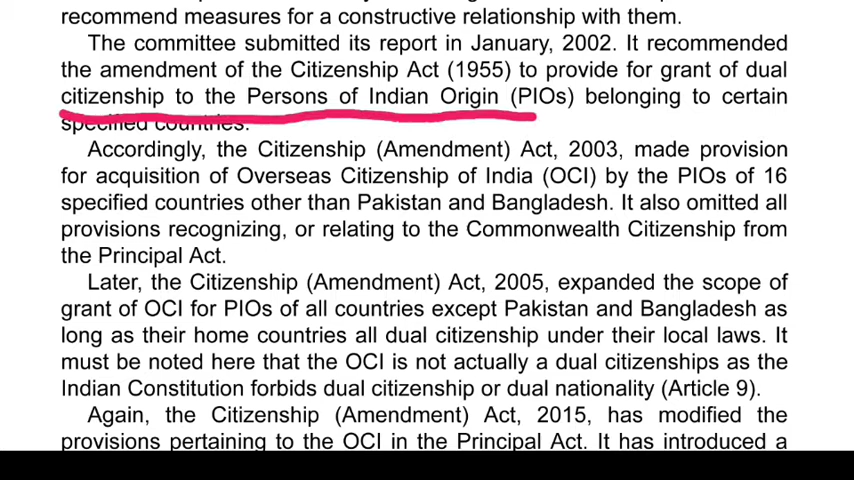 recommend measures for a constructive relationship with them.
The committee submitted its report in January, 2002. It recommended
the amendment of the Citizenship Act (1955) to provide for grant of dual
citizenship to the Persons of Indian Origin (PIOs) belonging to certain
specified countries.
Accordingly, the Citizenship (Amendment) Act, 2003, made provision
for acquisition of Overseas Citizenship of India (OCI) by the PIOs of 16
specified countries other than Pakistan and Bangladesh. It also omitted all
provisions recognizing, or relating to the Commonwealth Citizenship from
the Principal Act.
Later, the Citizenship (Amendment) Act, 2005, expanded the scope of
grant of OCI for PIOs of all countries except Pakistan and Bangladesh as
long as their home countries all dual citizenship under their local laws. It
must be noted here that the OCI is not actually a dual citizenships as the
Indian Constitution forbids dual citizenship or dual nationality (Article 9).
Again, the Citizenship (Amendment) Act, 2015, has modified the
provisions pertaining to the OCI in the Principal Act. It has introduced a